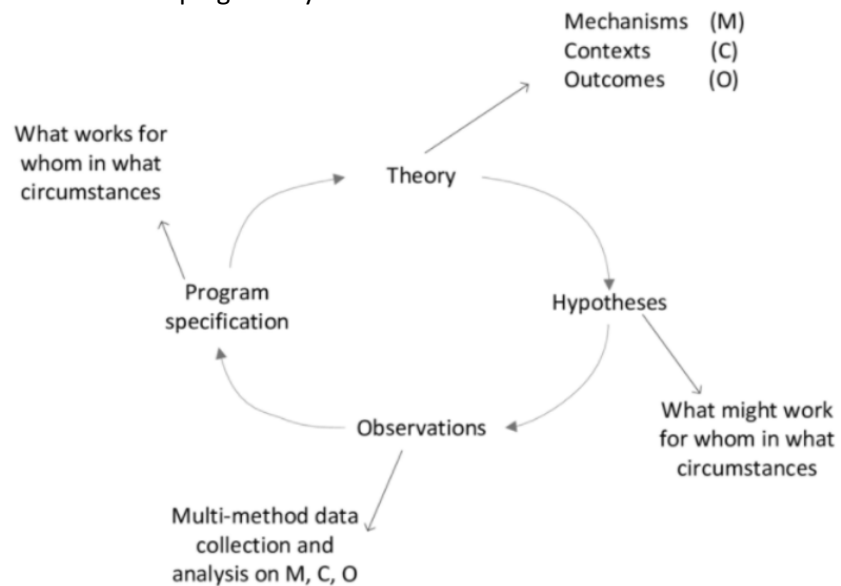 Mechanisms (M)
Contexts (C)
Outcomes (O)
What works for
whom in what
circumstances
Theory
Program
specification
Hypotheses
What might work
for whom in what
circumstances
Observations
Multi-method data
collection and
analysis on M, C, O